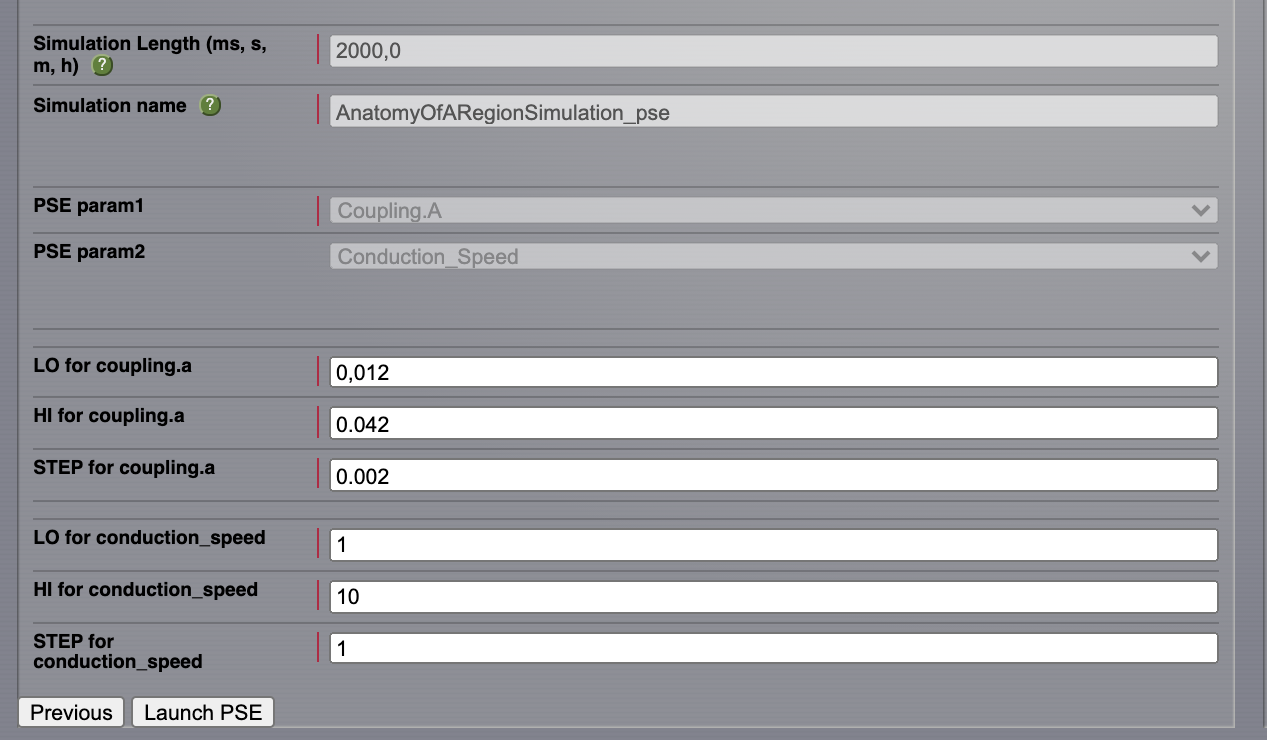 Simulation Length (ms, s,
m, h) ?
2000,0
Simulation name ?
AnatomyOfARegionSimulation_pse
PSE param1
Coupling.A
PSE param2
Conduction_Speed
LO for coupling.a
0,012
HI for coupling.a
0.042
STEP for coupling.a
0.002
LO for conduction_speed
1
HI for conduction_speed
10
STEP for
conduction_speed
1
Previous
Launch PSE